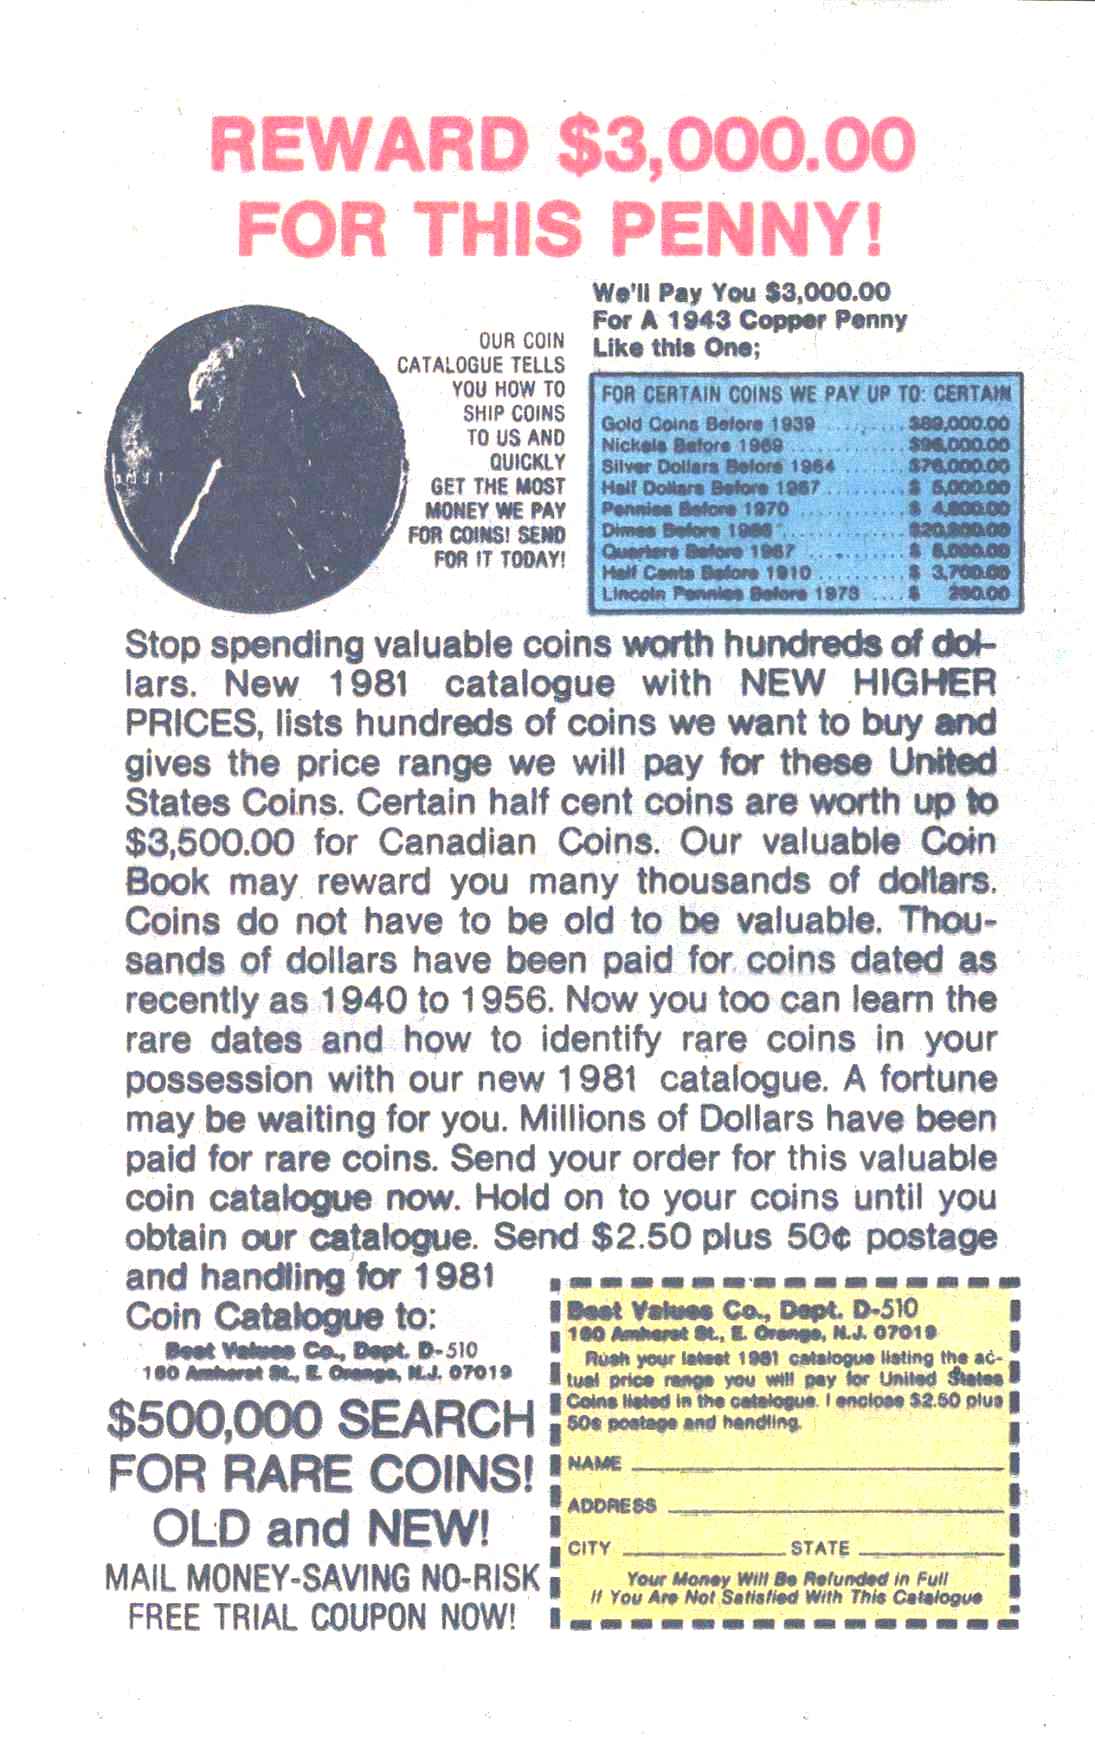 REWARD $3,000.00
FOR THIS PENNY!
We'll Pay You $3,000.00
For A 1943 Copper Penny
Like this One;
OUR COIN
CATALOGUE TELLS
YOU HOW TO
SHIP COINS
TO US AND
QUICKLY
GET THE MOST
MONEY WE PAY
FOR COINS! SEND
FOR IT TODAY!
FOR CERTAIN COINS WE PAY UP TO: CERTAIN
Gold Coins Before 1939 ......... $89,000.00
Nickels Before 1969 ............ $96,000.00
Silver Dollars Before 1964 ....... $76,000.00
Half Dollars Before 1967 .......... $ 5,000.00
Pennies Before 1970 ............ $ 4,800.00
Dimes Before ............
Quarters Before 1967 .......... $ 6,000.00
Half Cents Before 1910 .......... $ 3,700.00
Lincoln Pennies Before 1973 .... $ 250.00
Stop spending valuable coins worth hundreds of dol-
lars. New 1981 catalogue with NEW HIGHER
PRICES, lists hundreds of coins we want to buy and
gives the price range we will pay for these United
States Coins. Certain half cent coins are worth up to
$3,500.00 for Canadian Coins. Our valuable Coin
Book may reward you many thousands of dollars.
Coins do not have to be old to be valuable. Thou-
sands of dollars have been paid for coins dated as
recently as 1940 to 1956. Now you too can learn the
rare dates and how to identify rare coins in your
possession with our new 1981 catalogue. A fortune
may be waiting for you. Millions of Dollars have been
paid for rare coins. Send your order for this valuable
coin catalogue now. Hold on to your coins until you
obtain our catalogue. Send $2.50 plus 50¢ postage
and handling for 1981
Coin Catalogue to:
Best Values Co., Dept. D-510
160 Amherst St., E. Orange, N.J. 07019
$500,000 SEARCH
FOR RARE COINS!
OLD and NEW!
MAIL MONEY-SAVING NO-RISK
FREE TRIAL COUPON NOW!
Best Values Co., Dept. D-510
160 Amherst St., E. Orange, N.J. 07019
Rush your latest 1981 catalogue listing the ac-
tual price range you will pay for United States
Coins listed in the catalogue. I enclose $2.50 plus
50¢ postage and handling.
NAME
ADDRESS
CITY STATE
Your Money Will Be Refunded in Full
If You Are Not Satisfied With This Catalogue